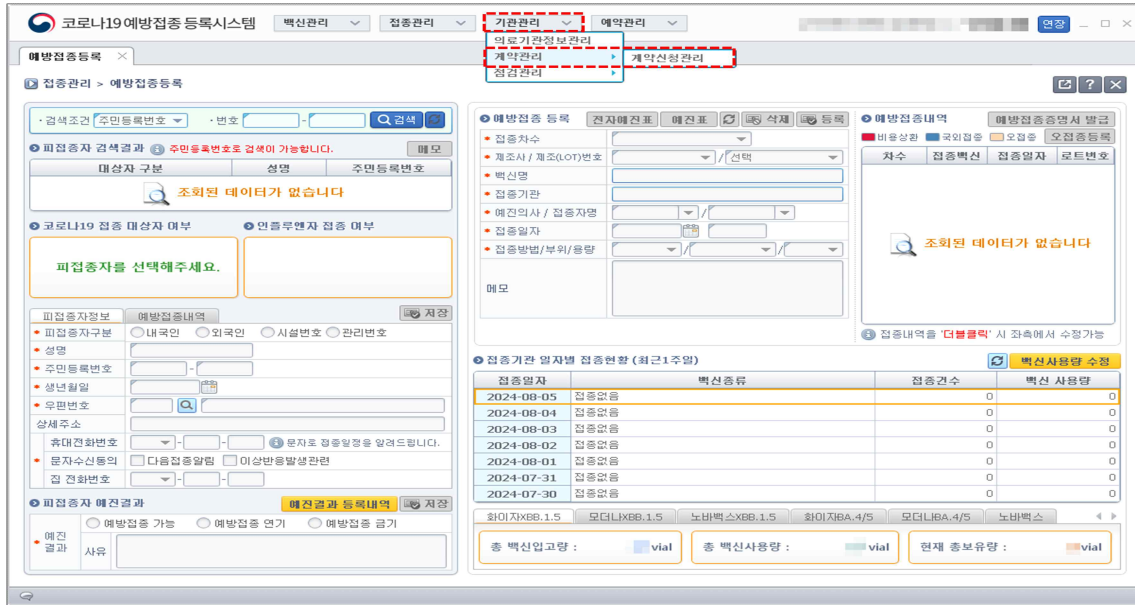 코로나19 예방접종 등록시스템 백신관리 접종관리 기관관리 예약관리 연장
의료기관정보관리
계약관리 계약신청관리
점검관리
예방접종등록
접종관리 > 예방접종등록
검색조건 주민등록번호 번호 - 검색
피접종자 검색결과 주민등록번호로 검색이 가능합니다. 메모
대상자 구분 성명 주민등록번호
조회된 데이터가 없습니다
코로나19 접종 대상자 여부 인플루엔자 접종 여부
피접종자를 선택해주세요.
피접종자정보 예방접종내역 저장
피접종자구분 내국인 외국인 시설번호 관리번호
성명
주민등록번호 -
생년월일
우편번호
상세주소
휴대전화번호 - - 문자로 접종일정을 알려드립니다.
문자수신동의 다음접종알림 이상반응발생관련
집 전화번호 - -
피접종자 예진결과 예진결과 등록내역 저장
예방접종 가능 예방접종 연기 예방접종 금기
예진결과 사유
예방접종 등록 전자예진표 예진표 삭제 등록
접종차수
제조사 / 제조(LOT)번호 / 선택
백신명
접종기관
예진의사 / 접종자명 /
접종일자
접종방법/부위/용량 / /
메모
예방접종내역 예방접종증명서 발급
비용상환 국외접종 오접종 오접종등록
차수 접종백신 접종일자 로트번호
조회된 데이터가 없습니다
접종내역을 '더블클릭' 시 좌측에서 수정가능
접종기관 일자별 접종현황 (최근1주일) 백신사용량 수정
접종일자 백신종류 접종건수 백신 사용량
2024-08-05 접종없음 0 0
2024-08-04 접종없음 0 0
2024-08-03 접종없음 0 0
2024-08-02 접종없음 0 0
2024-08-01 접종없음 0 0
2024-07-31 접종없음 0 0
2024-07-30 접종없음 0 0
화이자XBB.1.5 모더나XBB.1.5 노바백스XBB.1.5 화이자BA.4/5 모더나BA.4/5 노바백스
총 백신입고량 : vial 총 백신사용량 : vial 현재 총보유량 : vial